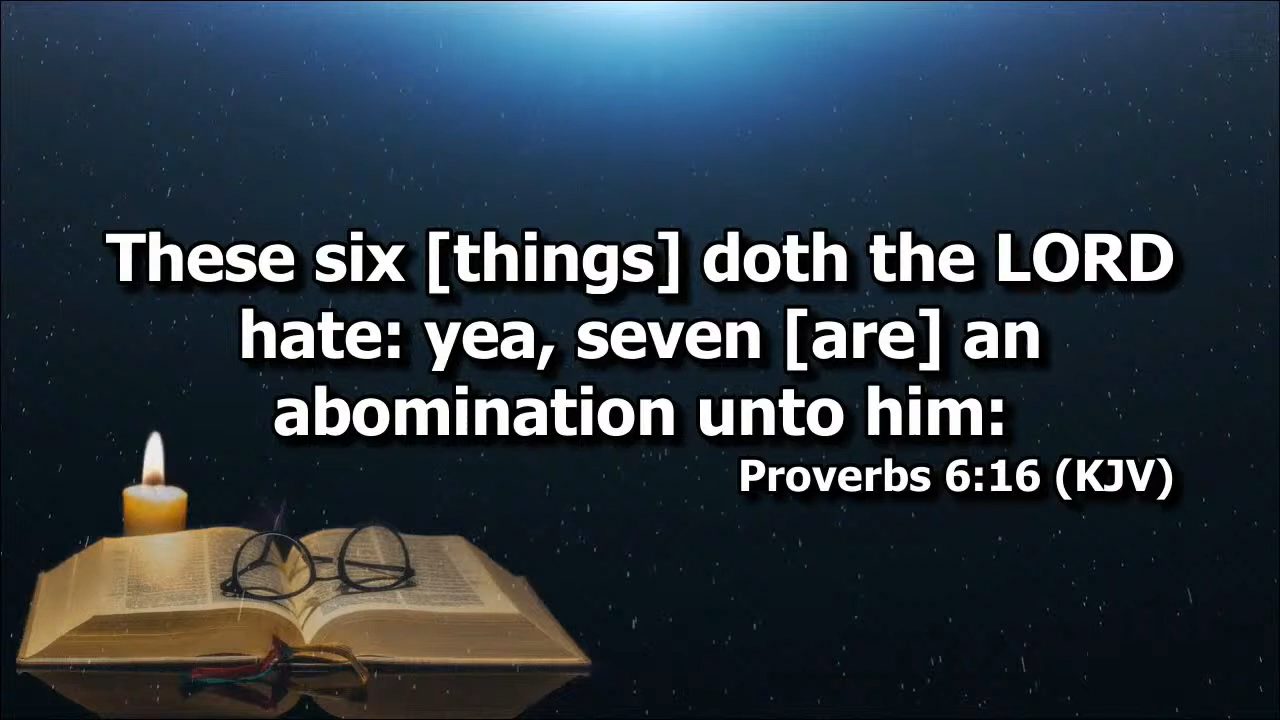 These six [things] doth the LORD
hate: yea, seven [are] an
abomination unto him:
Proverbs 6:16 (KJV)